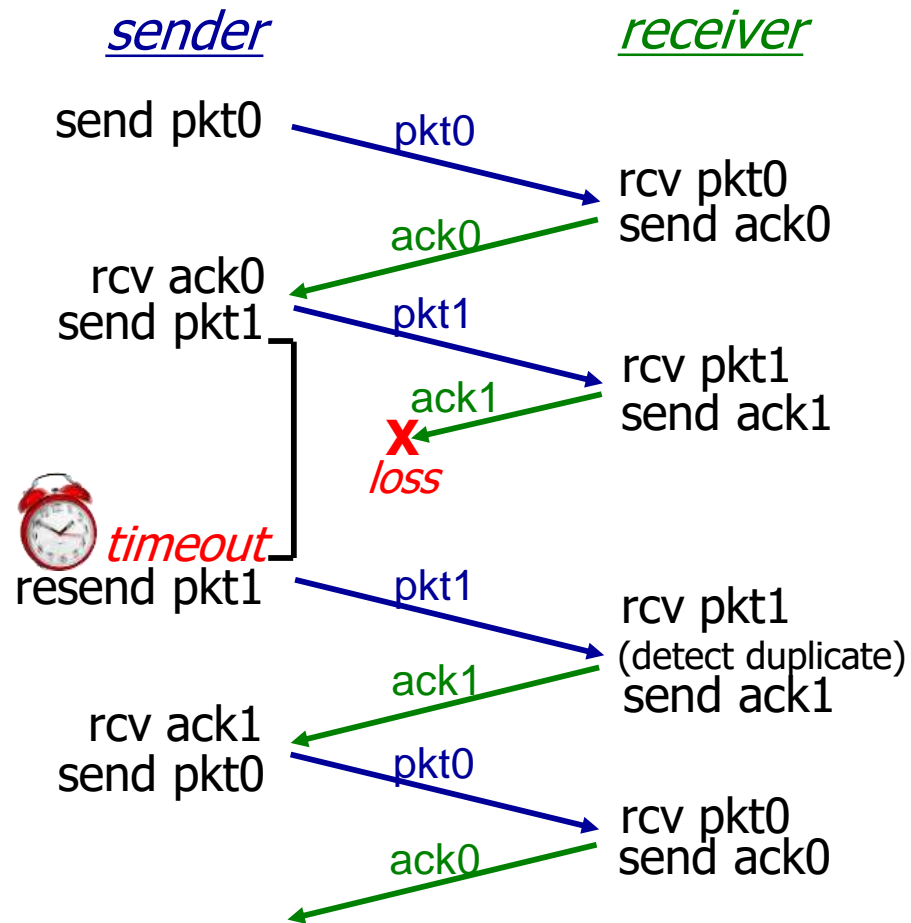 sender
receiver
send pkt0
pkt0
rcv pkt0
send ack0
ack0
rcv ack0
send pkt1
pkt1
rcv pkt1
send ack1
ack1
X
loss
timeout
resend pkt1
pkt1
rcv pkt1
(detect duplicate)
send ack1
ack1
rcv ack1
send pkt0
pkt0
rcv pkt0
send ack0
ack0